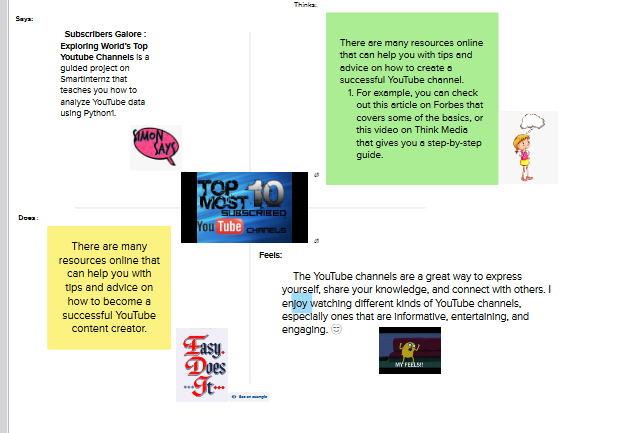 Says:
Subscribers Galore :
Exploring World's Top
Youtube Channels is a
guided project on
SmartInternz that
teaches you how to
analyze YouTube data
using Python1.
SIMON
SAYS
Thinks:
There are many resources online
that can help you with tips and
advice on how to create a
successful YouTube channel.
1. For example, you can check
out this article on Forbes that
covers some of the basics, or
this video on Think Media
that gives you a step-by-step
guide.
TOP 10
MOST
SUBSCRIBED
YouTube CHANNELS
Does:
There are many
resources online that
can help you with
tips and advice on
how to become a
successful YouTube
content creator.
Easy.
Does
It
See an example
Feels:
The YouTube channels are a great way to express
yourself, share your knowledge, and connect with others. I
enjoy watching different kinds of YouTube channels,
especially ones that are informative, entertaining, and
engaging. 😊
MY FEELS!!